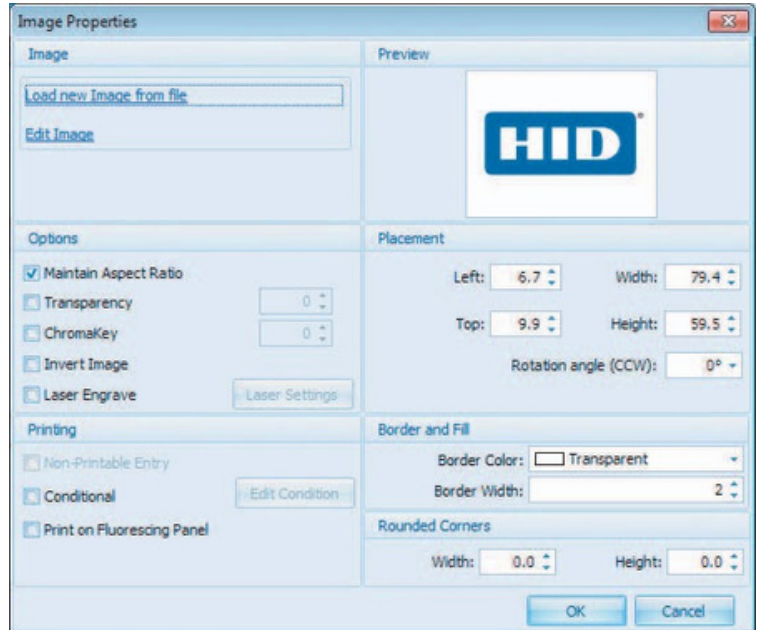 Image Properties
Image
Load new Image from file
Edit Image
Preview
HID®
Options
Maintain Aspect Ratio
Transparency 0
ChromaKey 0
Invert Image
Laser Engrave Laser Settings
Placement
Left: 6.7 Width: 79.4
Top: 9.9 Height: 59.5
Rotation angle (CCW): 0°
Printing
Non-Printable Entry
Conditional Edit Condition
Print on Fluorescing Panel
Border and Fill
Border Color: Transparent
Border Width: 2
Rounded Corners
Width: 0.0 Height: 0.0
OK Cancel